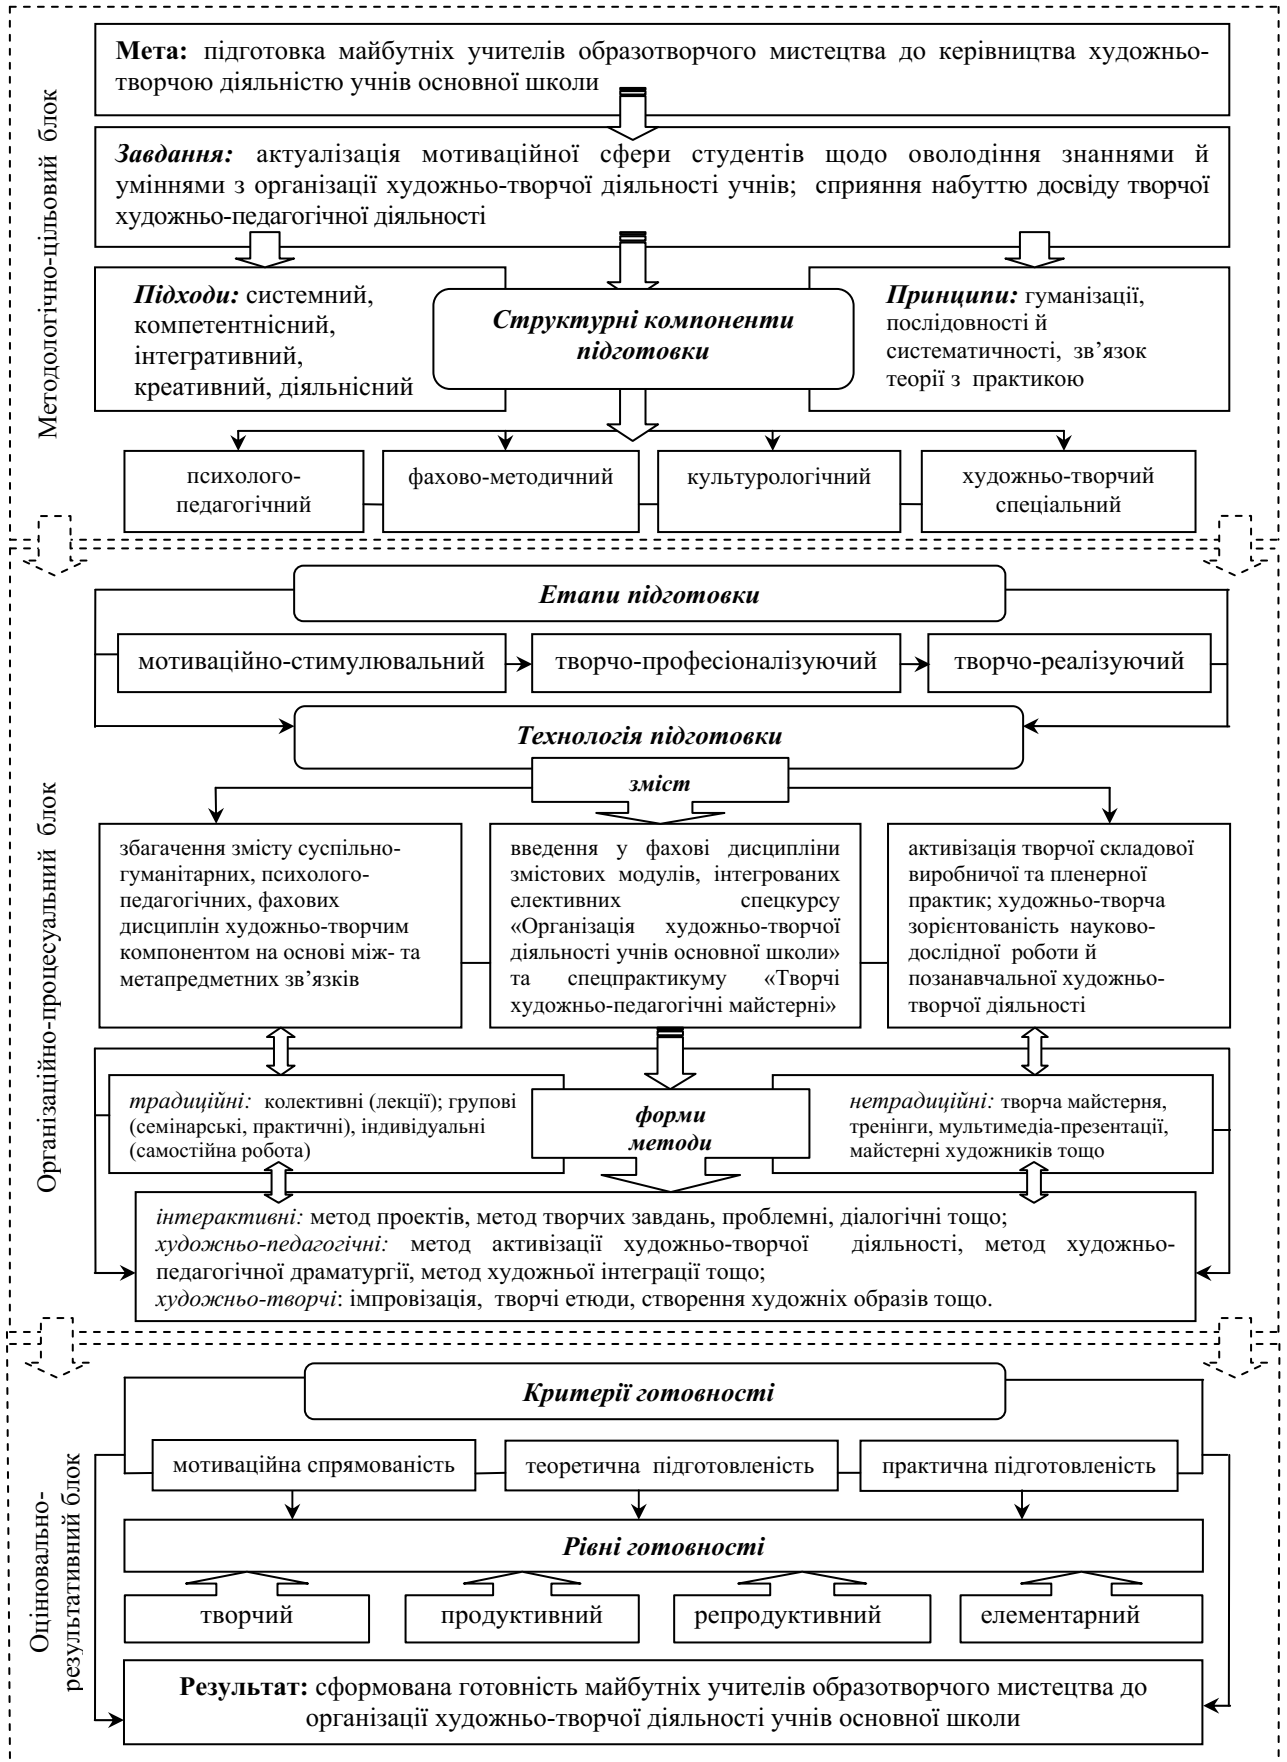 Методологічно-цільовий блок
Мета: підготовка майбутніх учителів образотворчого мистецтва до керівництва художньо-
творчою діяльністю учнів основної школи
Завдання: актуалізація мотиваційної сфери студентів щодо оволодіння знаннями й
уміннями з організації художньо-творчої діяльності учнів; сприяння набуттю досвіду творчої
художньо-педагогічної діяльності
Підходи: системний,
компетентнісний,
інтегративний,
креативний, діяльнісний
Структурні компоненти
підготовки
Принципи: гуманізації,
послідовності й
систематичності, зв’язок
теорії з практикою
психолого-
педагогічний
фахово-методичний
культурологічний
художньо-творчий
спеціальний
Організаційно-процесуальний блок
Етапи підготовки
мотиваційно-стимулювальний
творчо-професіоналізуючий
творчо-реалізуючий
Технологія підготовки
зміст
збагачення змісту суспільно-
гуманітарних, психолого-
педагогічних, фахових
дисциплін художньо-творчим
компонентом на основі між- та
метапредметних зв’язків
введення у фахові дисципліни
змістових модулів, інтегрованих
елективних спецкурсу
«Організація художньо-творчої
діяльності учнів основної школи»
та спецпрактикуму «Творчі
художньо-педагогічні майстерні»
активізація творчої складової
виробничої та пленерної
практик; художньо-творча
зорієнтованість науково-
дослідної роботи й
позанавчальної художньо-
творчої діяльності
традиційні: колективні (лекції); групові
(семінарські, практичні), індивідуальні
(самостійна робота)
форми
методи
нетрадиційні: творча майстерня,
тренінги, мультимедіа-презентації,
майстерні художників тощо
інтерактивні: метод проектів, метод творчих завдань, проблемні, діалогічні тощо;
художньо-педагогічні: метод активізації художньо-творчої діяльності, метод художньо-
педагогічної драматургії, метод художньої інтеграції тощо;
художньо-творчі: імпровізація, творчі етюди, створення художніх образів тощо.
Оцінювально-
результативний блок
Критерії готовності
мотиваційна спрямованість
теоретична підготовленість
практична підготовленість
Рівні готовності
творчий
продуктивний
репродуктивний
елементарний
Результат: сформована готовність майбутніх учителів образотворчого мистецтва до
організації художньо-творчої діяльності учнів основної школи